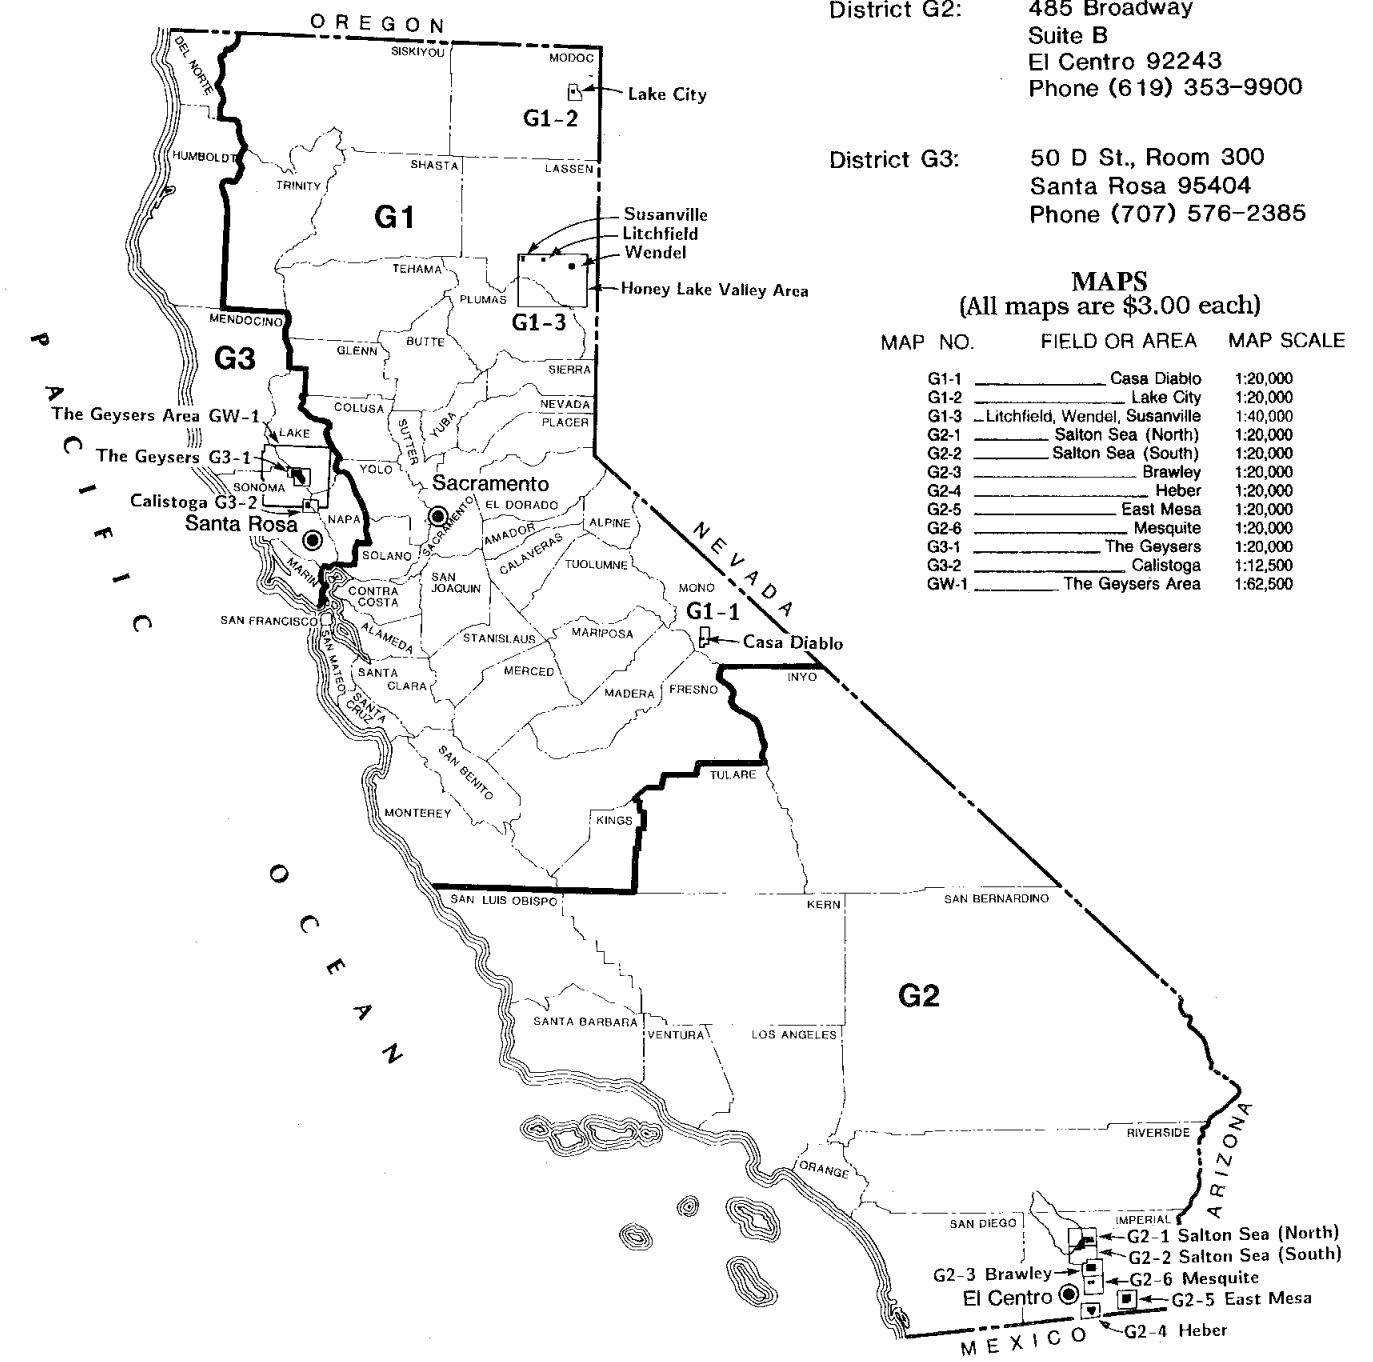 District G2: 485 Broadway
Suite B
El Centro 92243
Phone (619) 353-9900
District G3: 50 D St., Room 300
Santa Rosa 95404
Phone (707) 576-2385
MAPS
(All maps are $3.00 each)
MAP NO. FIELD OR AREA MAP SCALE
G1-1 Casa Diablo 1:20,000
G1-2 Lake City 1:20,000
G1-3 Litchfield, Wendel, Susanville 1:40,000
G2-1 Salton Sea (North) 1:20,000
G2-2 Salton Sea (South) 1:20,000
G2-3 Brawley 1:20,000
G2-4 Heber 1:20,000
G2-5 East Mesa 1:20,000
G2-6 Mesquite 1:20,000
G3-1 The Geysers 1:20,000
G3-2 Calistoga 1:12,500
GW-1 The Geysers Area 1:62,500
OREGON
DEL NORTE
SISKIYOU
MODOC
Lake City
G1-2
HUMBOLDT
TRINITY
SHASTA
LASSEN
G1
Susanville
Litchfield
Wendel
Honey Lake Valley Area
G1-3
TEHAMA
PLUMAS
MENDOCINO
G3
GLENN
BUTTE
SIERRA
COLUSA
SUTTER
YUBA
NEVADA
PLACER
The Geysers Area GW-1
LAKE
The Geysers G3-1
SONOMA
YOLO
Calistoga G3-2
Santa Rosa
NAPA
Sacramento
SACRAMENTO
EL DORADO
SOLANO
AMADOR
ALPINE
CALAVERAS
MARIN
CONTRA
COSTA
SAN
JOAQUIN
TUOLUMNE
MONO
NEVADA
G1-1
Casa Diablo
SAN FRANCISCO
ALAMEDA
SAN MATEO
STANISLAUS
MARIPOSA
SANTA
CLARA
MERCED
MADERA
FRESNO
INYO
SANTA
CRUZ
SAN BENITO
TULARE
MONTEREY
KINGS
PACIFIC
OCEAN
SAN LUIS OBISPO
KERN
SAN BERNARDINO
G2
SANTA BARBARA
VENTURA
LOS ANGELES
ARIZONA
RIVERSIDE
ORANGE
SAN DIEGO
IMPERIAL
G2-1 Salton Sea (North)
G2-2 Salton Sea (South)
G2-3 Brawley
G2-6 Mesquite
El Centro
G2-5 East Mesa
G2-4 Heber
MEXICO